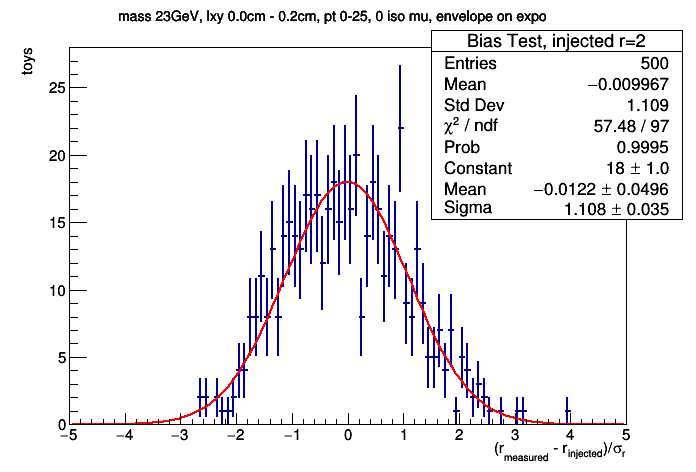 mass 23GeV, lxy 0.0cm - 0.2cm, pt 0-25, 0 iso mu, envelope on expo
toys
Bias Test, injected r=2
Entries 500
Mean −0.009967
Std Dev 1.109
χ² / ndf 57.48 / 97
Prob 0.9995
Constant 18 ± 1.0
Mean −0.0122 ± 0.0496
Sigma 1.108 ± 0.035
25
20
15
10
5
0
−5 −4 −3 −2 −1 0 1 2 3 4 5
(r_measured - r_injected)/σ_r